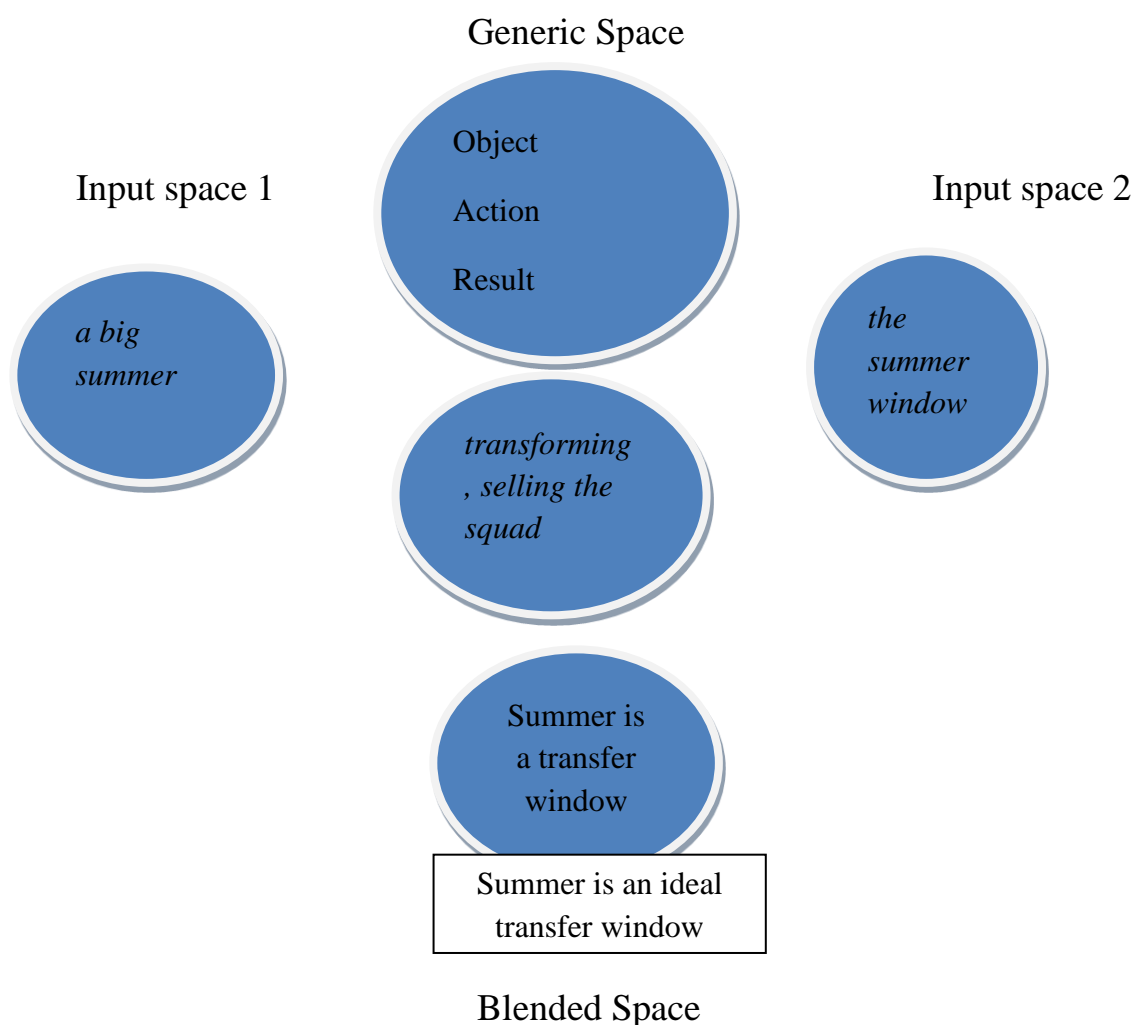 Generic Space
Object
Input space 1
Input space 2
Action
Result
a big
summer
the
summer
window
transforming
, selling the
squad
Summer is
a transfer
window
Summer is an ideal
transfer window
Blended Space